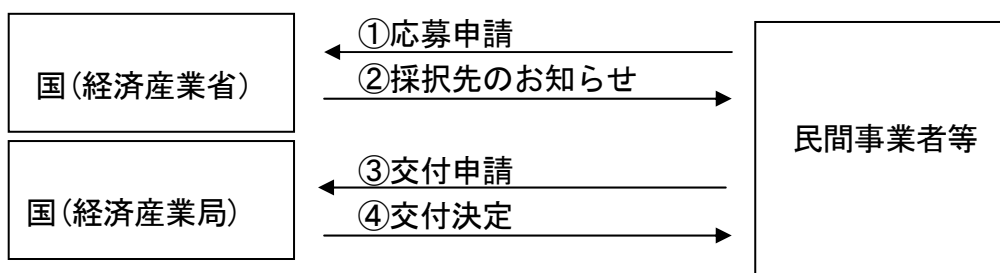 ①応募申請
国（経済産業省）
②採択先のお知らせ
民間事業者等
③交付申請
国（経済産業局）
④交付決定